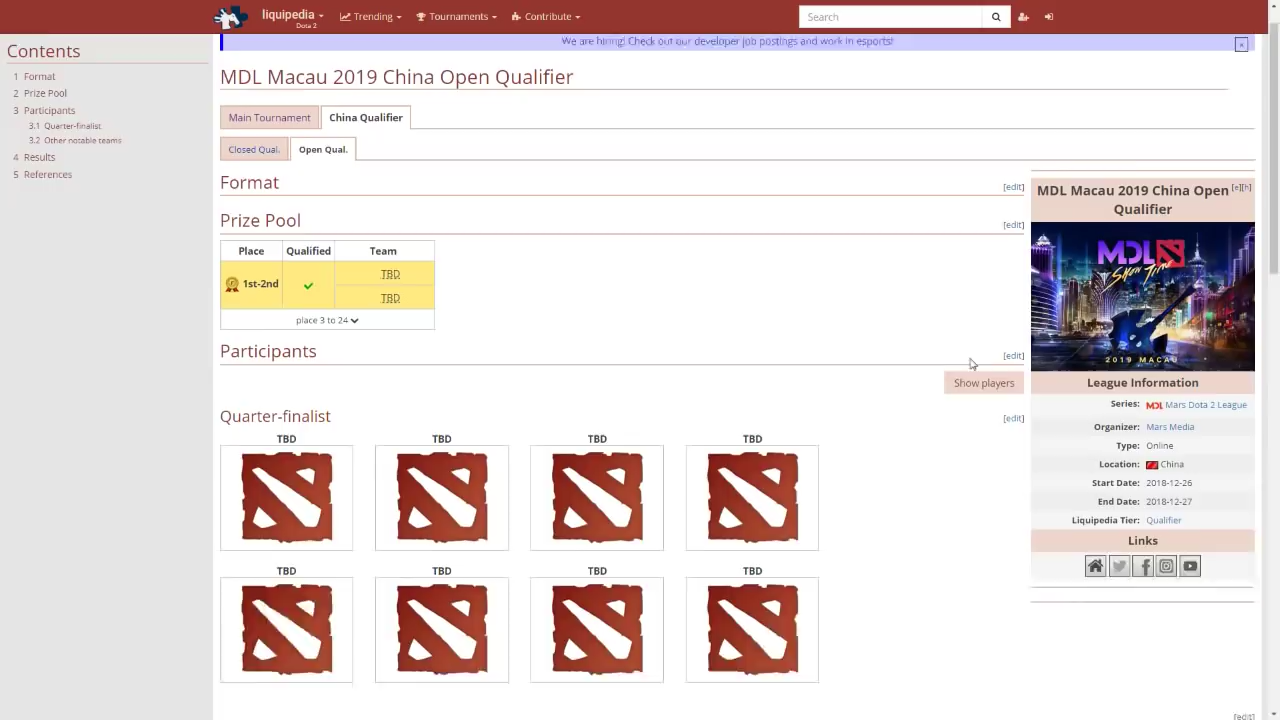 liquipedia
Dota 2
Trending
Tournaments
Contribute
Search
Contents
1 Format
2 Prize Pool
3 Participants
3.1 Quarter-finalist
3.2 Other notable teams
4 Results
5 References
We are hiring! Check out our developer job postings and work in esports!
MDL Macau 2019 China Open Qualifier
Main Tournament China Qualifier
Closed Qual. Open Qual.
Format [edit]
Prize Pool [edit]
Place Qualified Team
1st-2nd
TBD
TBD
place 3 to 24
Participants [edit]
Show players
Quarter-finalist [edit]
TBD TBD TBD TBD
TBD TBD TBD TBD
[edit]
MDL Macau 2019 China Open Qualifier [e][h]
MDL
Show Time
2019 MACAU
League Information
Series: MDL Mars Dota 2 League
Organizer: Mars Media
Type: Online
Location: China
Start Date: 2018-12-26
End Date: 2018-12-27
Liquipedia Tier: Qualifier
Links